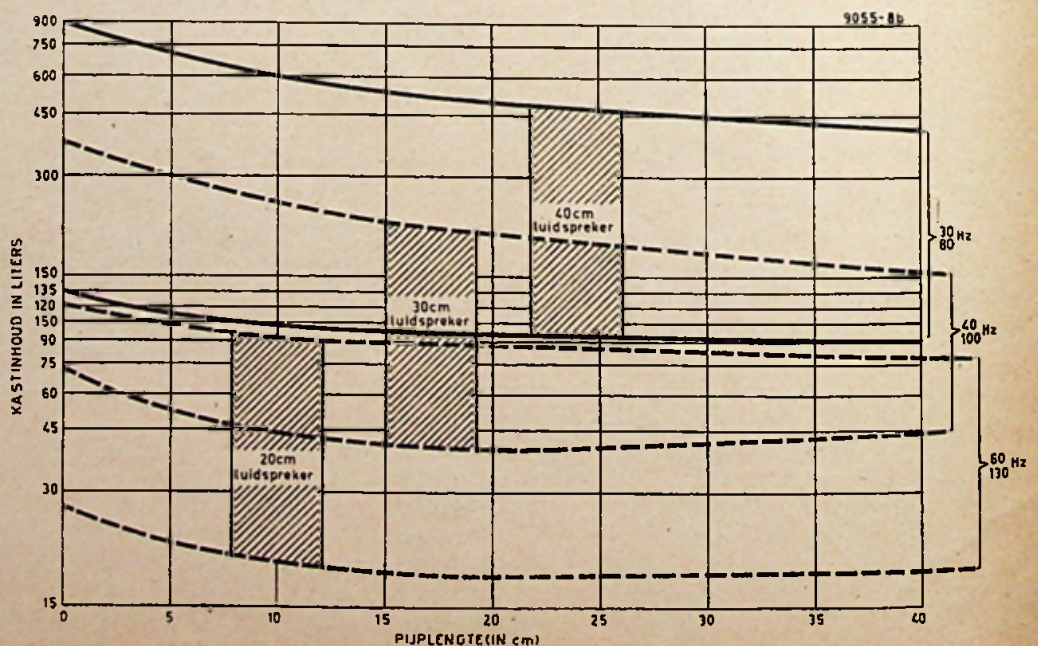 9055-8b
900
750
600
450
300
150
135
120
150
90
75
60
45
30
15
KASTINHOUD IN LITERS
40cm
luidspreker
30cm
luidspreker
20cm
luidspreker
30 Hz
80
40 Hz
100
60 Hz
130
0 5 10 15 20 25 30 35 40
PIJPLENGTE(IN cm)